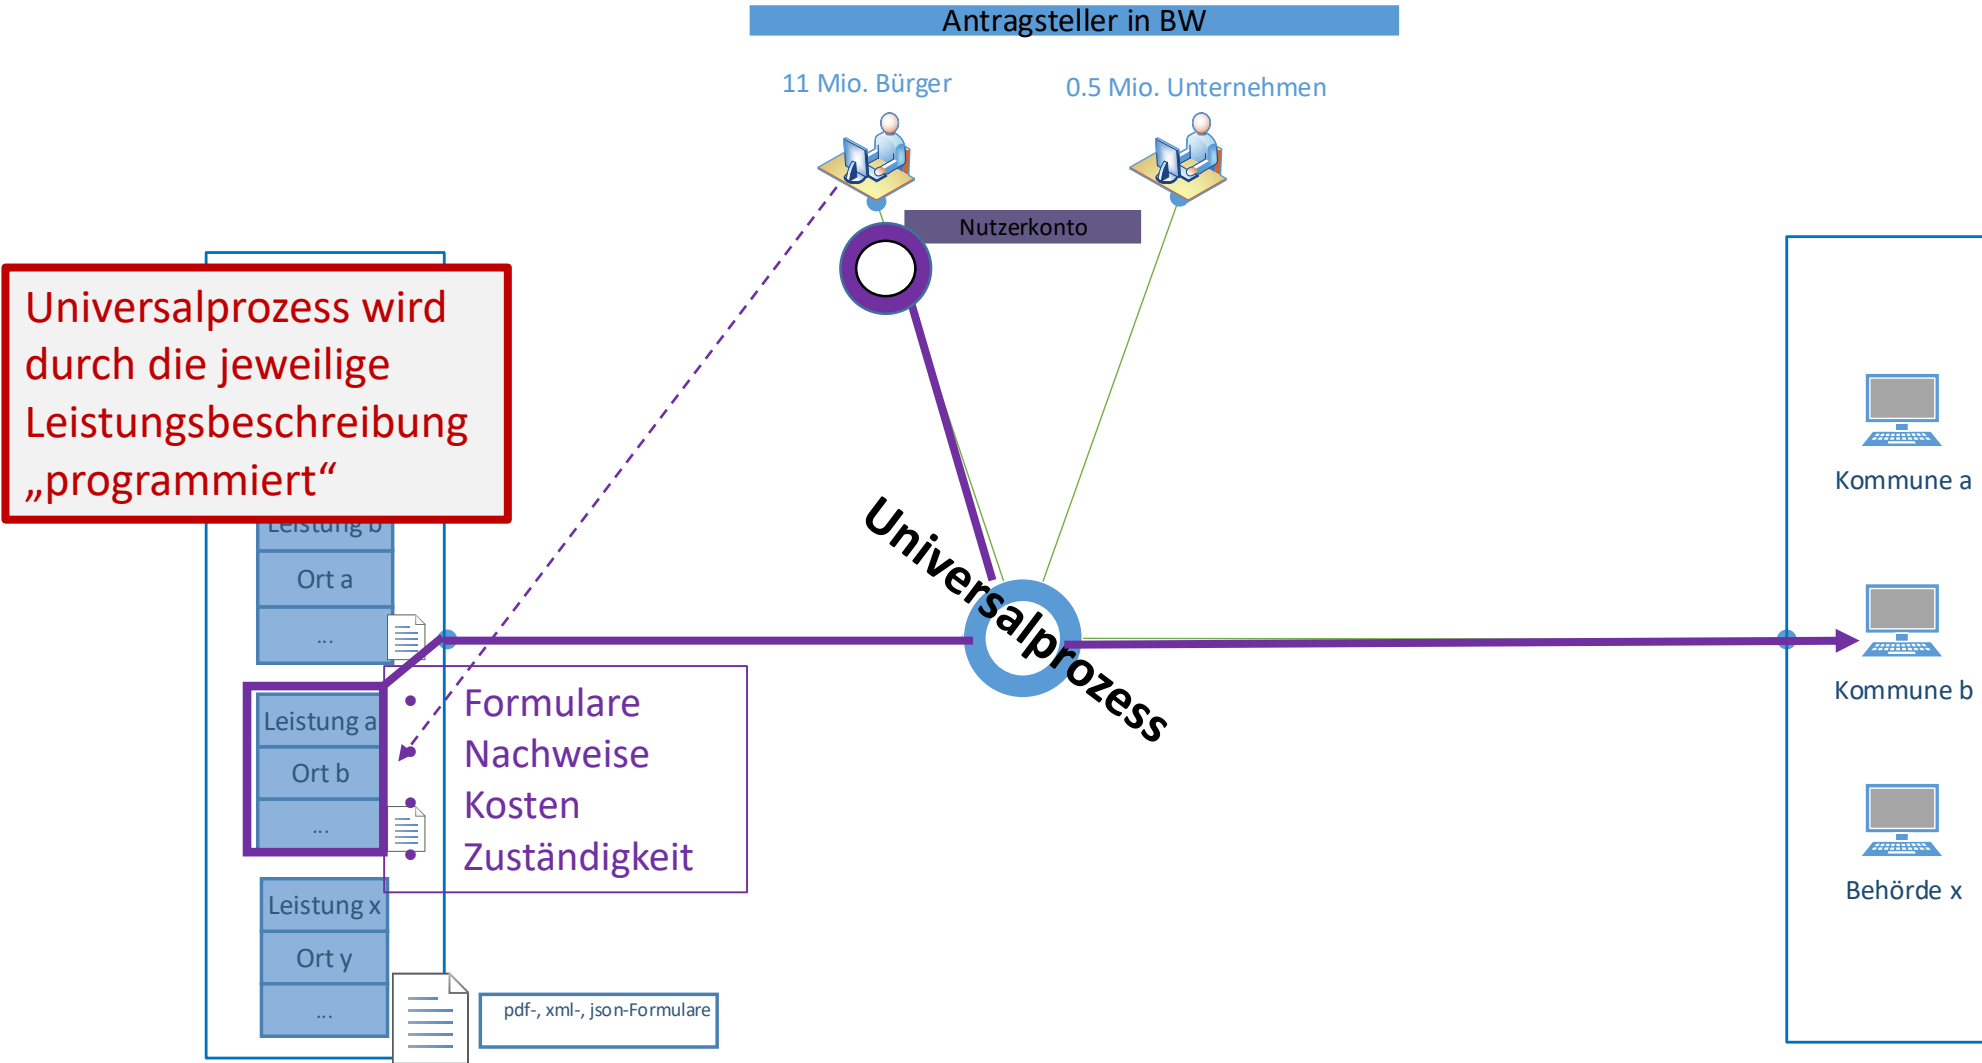 Antragsteller in BW
11 Mio. Bürger
0.5 Mio. Unternehmen
Nutzerkonto
Universalprozess wird
durch die jeweilige
Leistungsbeschreibung
„programmiert“
Leistung b
Ort a
...
Leistung a
Ort b
...
Leistung x
Ort y
...
• Formulare
• Nachweise
• Kosten
• Zuständigkeit
pdf-, xml-, json-Formulare
Universalprozess
Kommune a
Kommune b
Behörde x